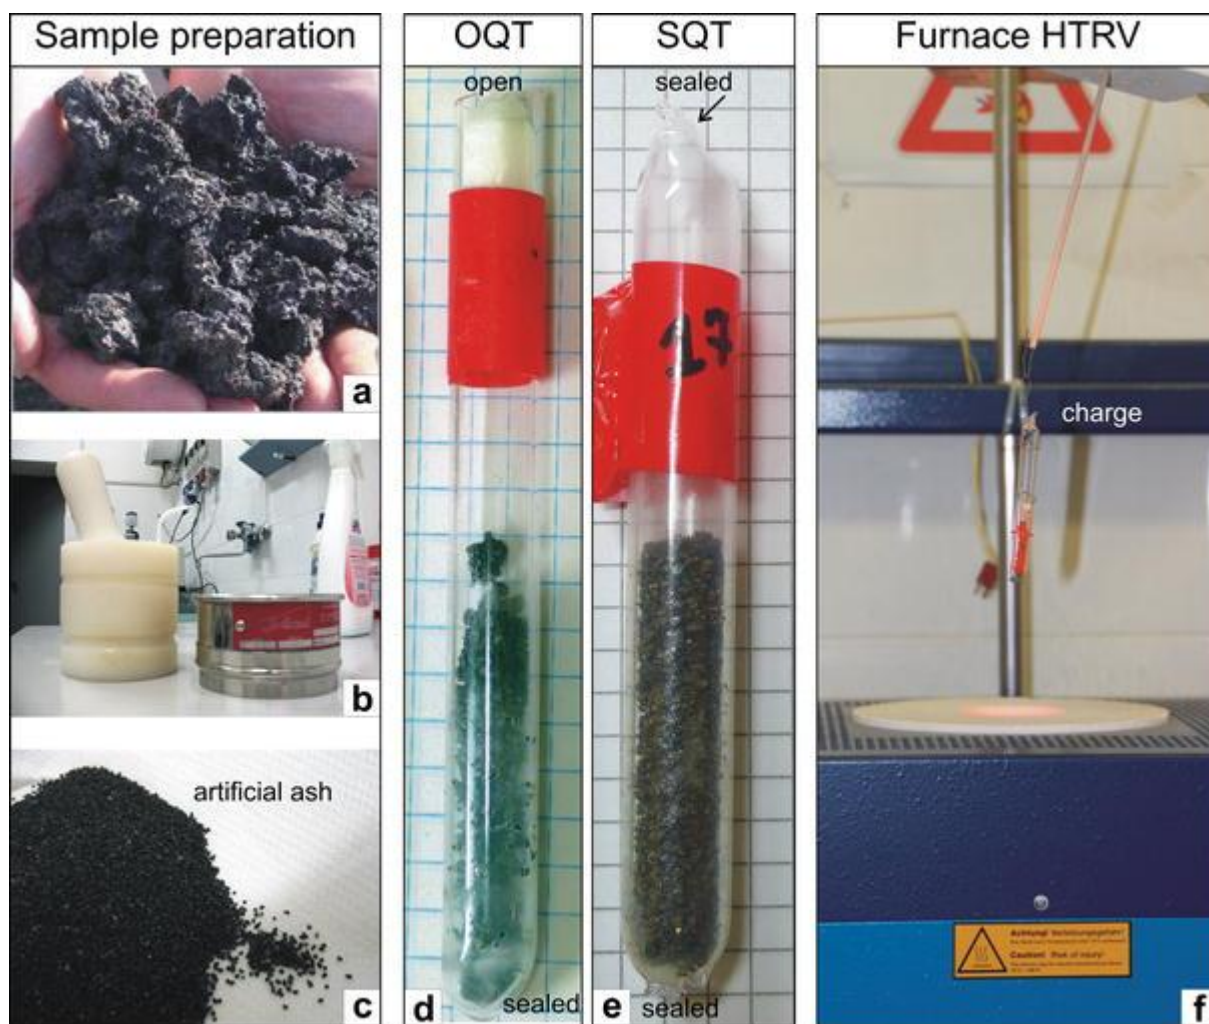 Sample preparation
OQT
SQT
Furnace HTRV
open
sealed
17
charge
artificial ash
sealed
sealed
a
b
c
d
e
f
Achtung! Verletzungsgefahr!
Caution! Risk of injury!